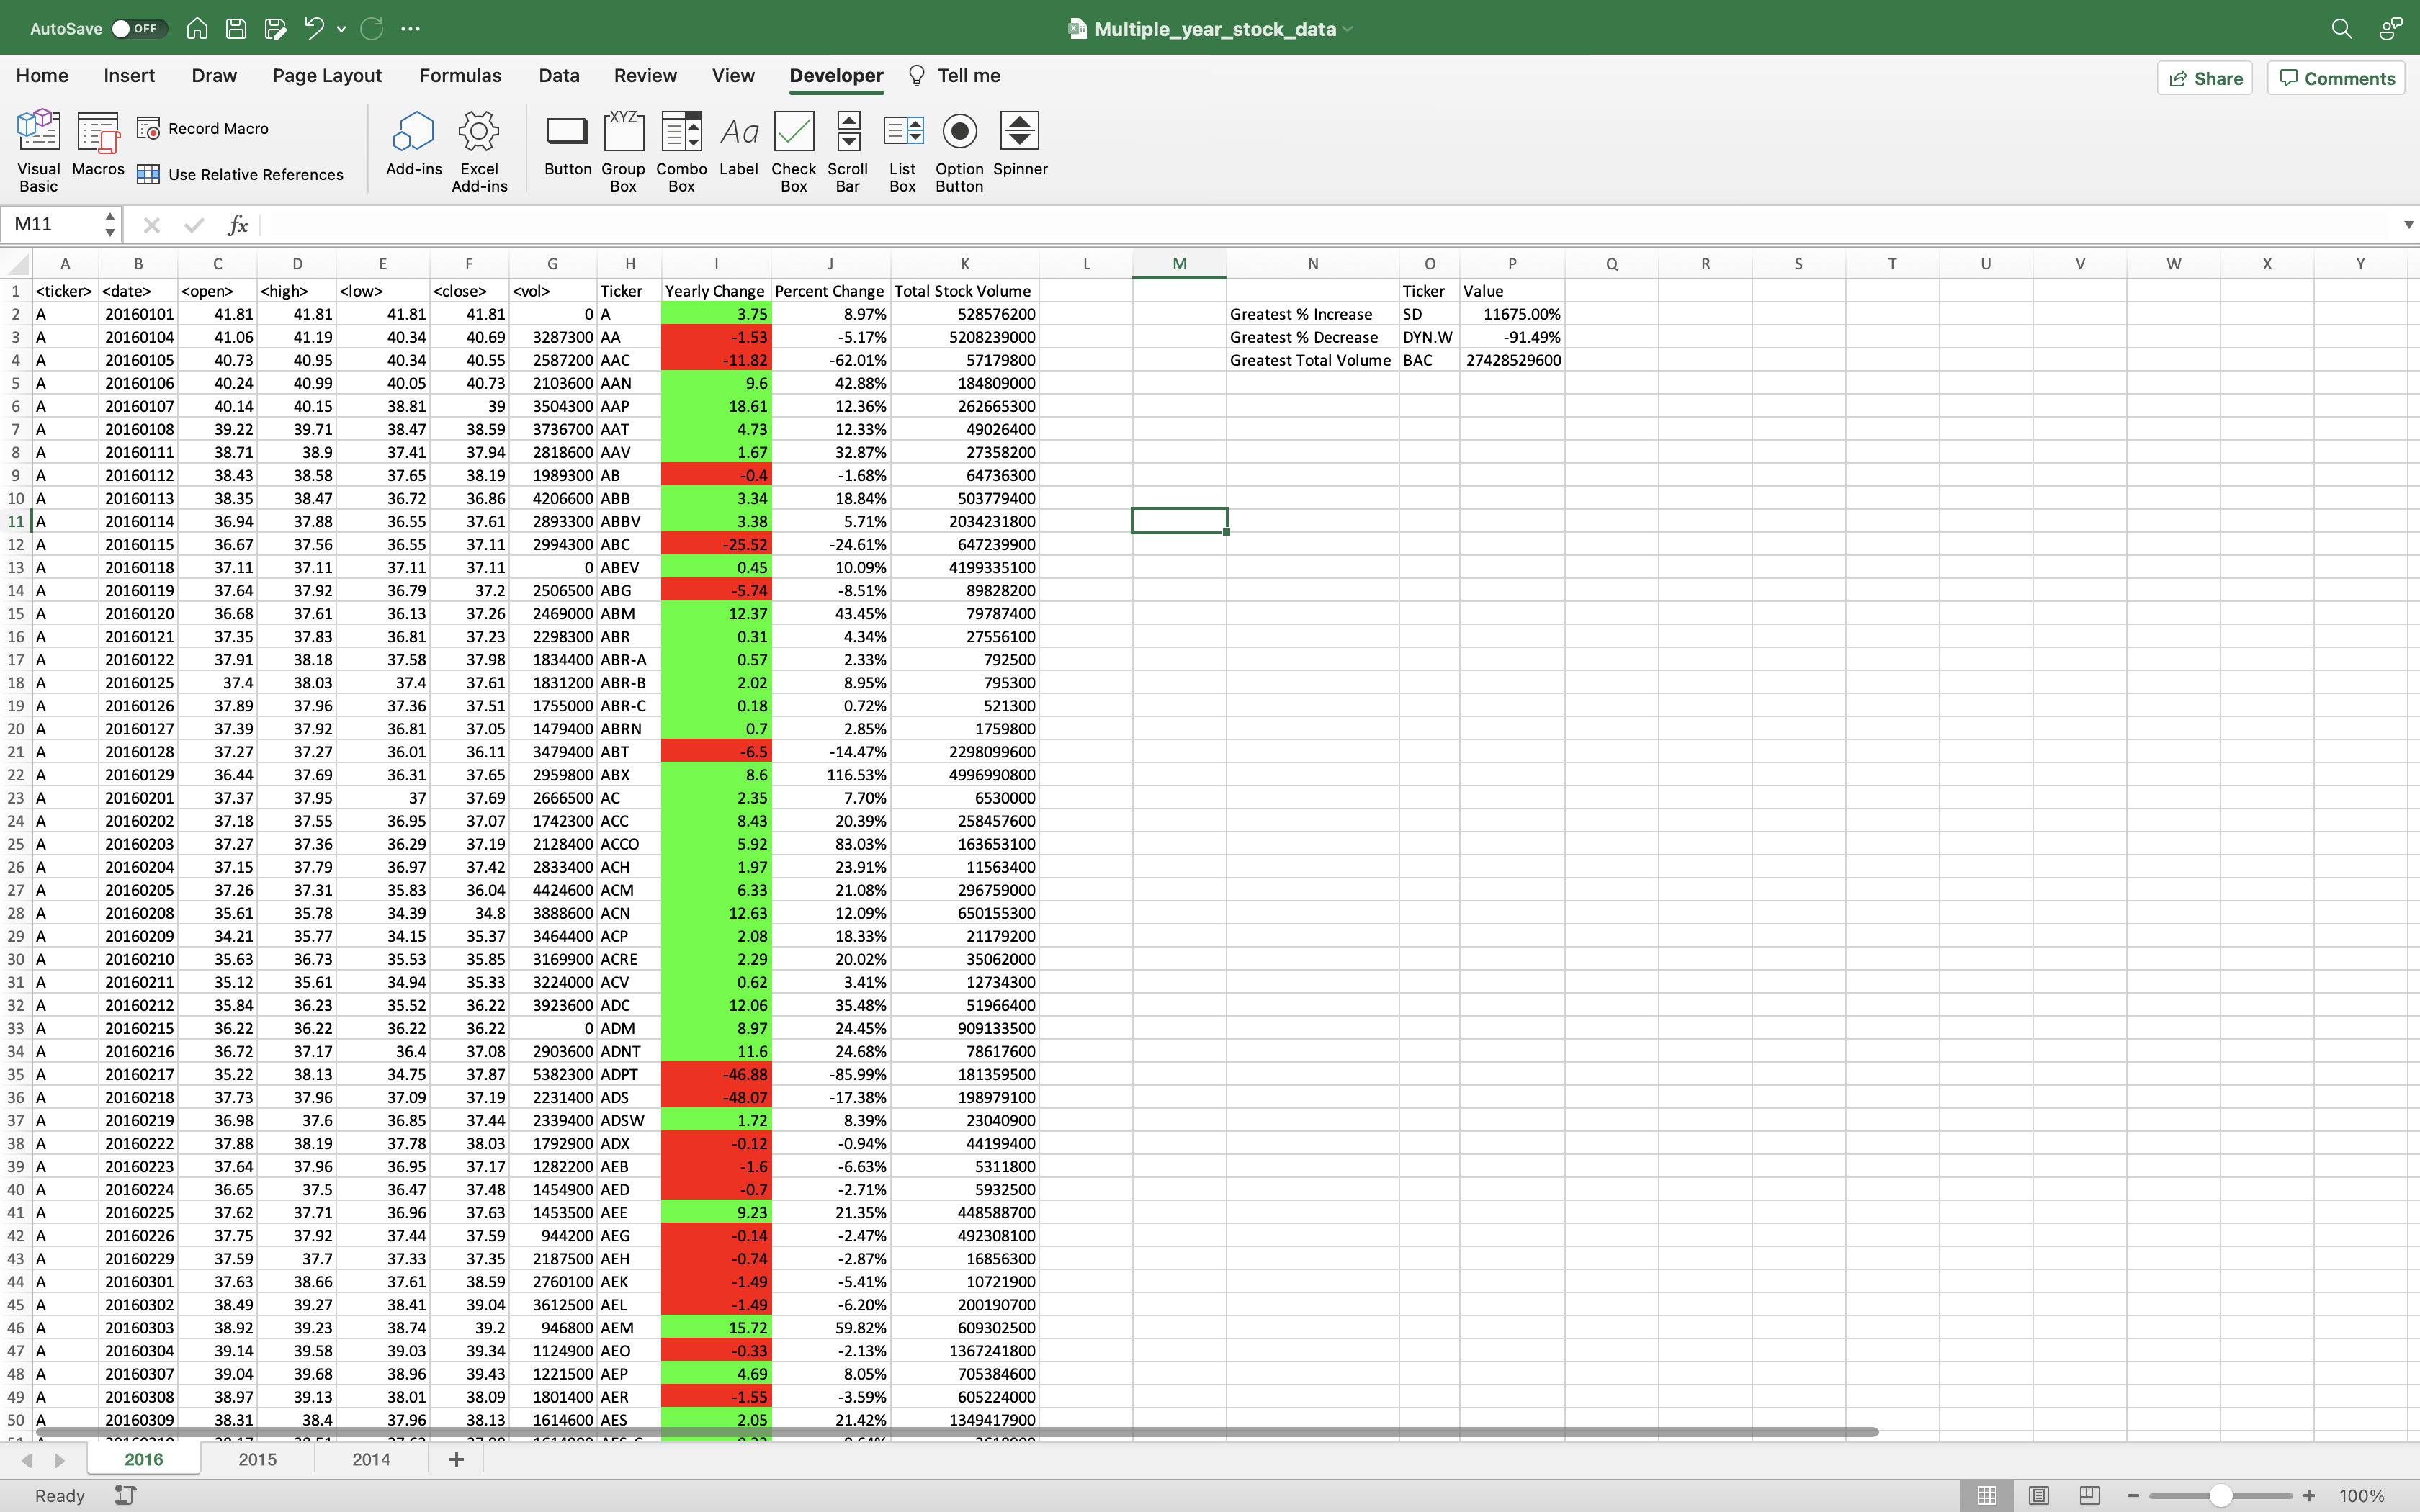 AutoSave OFF Multiple_year_stock_data
Home Insert Draw Page Layout Formulas Data Review View Developer Tell me Share Comments
Visual Basic Macros Record Macro Use Relative References Add-ins Excel Add-ins Button Group Box Combo Box Label Check Box Scroll Bar List Box Option Button Spinner
XYZ Aa
M11 fx
A B C D E F G H I J K L M N O P Q R S T U V W X Y
1 <ticker> <date> <open> <high> <low> <close> <vol> Ticker Yearly Change Percent Change Total Stock Volume Ticker Value
2 A 20160101 41.81 41.81 41.81 41.81 0 A 3.75 8.97% 528576200 Greatest % Increase SD 11675.00%
3 A 20160104 41.06 41.19 40.34 40.69 3287300 AA -1.53 -5.17% 5208239000 Greatest % Decrease DYN.W -91.49%
4 A 20160105 40.73 40.95 40.34 40.55 2587200 AAC -11.82 -62.01% 57179800 Greatest Total Volume BAC 27428529600
5 A 20160106 40.24 40.99 40.05 40.73 2103600 AAN 9.6 42.88% 184809000
6 A 20160107 40.14 40.15 38.81 39 3504300 AAP 18.61 12.36% 262665300
7 A 20160108 39.22 39.71 38.47 38.59 3736700 AAT 4.73 12.33% 49026400
8 A 20160111 38.71 38.9 37.41 37.94 2818600 AAV 1.67 32.87% 27358200
9 A 20160112 38.43 38.58 37.65 38.19 1989300 AB -0.4 -1.68% 64736300
10 A 20160113 38.35 38.47 36.72 36.86 4206600 ABB 3.34 18.84% 503779400
11 A 20160114 36.94 37.88 36.55 37.61 2893300 ABBV 3.38 5.71% 2034231800
12 A 20160115 36.67 37.56 36.55 37.11 2994300 ABC -25.52 -24.61% 647239900
13 A 20160118 37.11 37.11 37.11 37.11 0 ABEV 0.45 10.09% 4199335100
14 A 20160119 37.64 37.92 36.79 37.2 2506500 ABG -5.74 -8.51% 89828200
15 A 20160120 36.68 37.61 36.13 37.26 2469000 ABM 12.37 43.45% 79787400
16 A 20160121 37.35 37.83 36.81 37.23 2298300 ABR 0.31 4.34% 27556100
17 A 20160122 37.91 38.18 37.58 37.98 1834400 ABR-A 0.57 2.33% 792500
18 A 20160125 37.4 38.03 37.4 37.61 1831200 ABR-B 2.02 8.95% 795300
19 A 20160126 37.89 37.96 37.36 37.51 1755000 ABR-C 0.18 0.72% 521300
20 A 20160127 37.39 37.92 36.81 37.05 1479400 ABRN 0.7 2.85% 1759800
21 A 20160128 37.27 37.27 36.01 36.11 3479400 ABT -6.5 -14.47% 2298099600
22 A 20160129 36.44 37.69 36.31 37.65 2959800 ABX 8.6 116.53% 4996990800
23 A 20160201 37.37 37.95 37 37.69 2666500 AC 2.35 7.70% 6530000
24 A 20160202 37.18 37.55 36.95 37.07 1742300 ACC 8.43 20.39% 258457600
25 A 20160203 37.27 37.36 36.29 37.19 2128400 ACCO 5.92 83.03% 163653100
26 A 20160204 37.15 37.79 36.97 37.42 2833400 ACH 1.97 23.91% 11563400
27 A 20160205 37.26 37.31 35.83 36.04 4424600 ACM 6.33 21.08% 296759000
28 A 20160208 35.61 35.78 34.39 34.8 3888600 ACN 12.63 12.09% 650155300
29 A 20160209 34.21 35.77 34.15 35.37 3464400 ACP 2.08 18.33% 21179200
30 A 20160210 35.63 36.73 35.53 35.85 3169900 ACRE 2.29 20.02% 35062000
31 A 20160211 35.12 35.61 34.94 35.33 3224000 ACV 0.62 3.41% 12734300
32 A 20160212 35.84 36.23 35.52 36.22 3923600 ADC 12.06 35.48% 51966400
33 A 20160215 36.22 36.22 36.22 36.22 0 ADM 8.97 24.45% 909133500
34 A 20160216 36.72 37.17 36.4 37.08 2903600 ADNT 11.6 24.68% 78617600
35 A 20160217 35.22 38.13 34.75 37.87 5382300 ADPT -46.88 -85.99% 181359500
36 A 20160218 37.73 37.96 37.09 37.19 2231400 ADS -48.07 -17.38% 198979100
37 A 20160219 36.98 37.6 36.85 37.44 2339400 ADSW 1.72 8.39% 23040900
38 A 20160222 37.88 38.19 37.78 38.03 1792900 ADX -0.12 -0.94% 44199400
39 A 20160223 37.64 37.96 36.95 37.17 1282200 AEB -1.6 -6.63% 5311800
40 A 20160224 36.65 37.5 36.47 37.48 1454900 AED -0.7 -2.71% 5932500
41 A 20160225 37.62 37.71 36.96 37.63 1453500 AEE 9.23 21.35% 448588700
42 A 20160226 37.75 37.92 37.44 37.59 944200 AEG -0.14 -2.47% 492308100
43 A 20160229 37.59 37.7 37.33 37.35 2187500 AEH -0.74 -2.87% 16856300
44 A 20160301 37.63 38.66 37.61 38.59 2760100 AEK -1.49 -5.41% 10721900
45 A 20160302 38.49 39.27 38.41 39.04 3612500 AEL -1.49 -6.20% 200190700
46 A 20160303 38.92 39.23 38.74 39.2 946800 AEM 15.72 59.82% 609302500
47 A 20160304 39.14 39.58 39.03 39.34 1124900 AEO -0.33 -2.13% 1367241800
48 A 20160307 39.04 39.68 38.96 39.43 1221500 AEP 4.69 8.05% 705384600
49 A 20160308 38.97 39.13 38.01 38.09 1801400 AER -1.55 -3.59% 605224000
50 A 20160309 38.31 38.4 37.96 38.13 1614600 AES 2.05 21.42% 1349417900
2016 2015 2014 +
Ready 100%